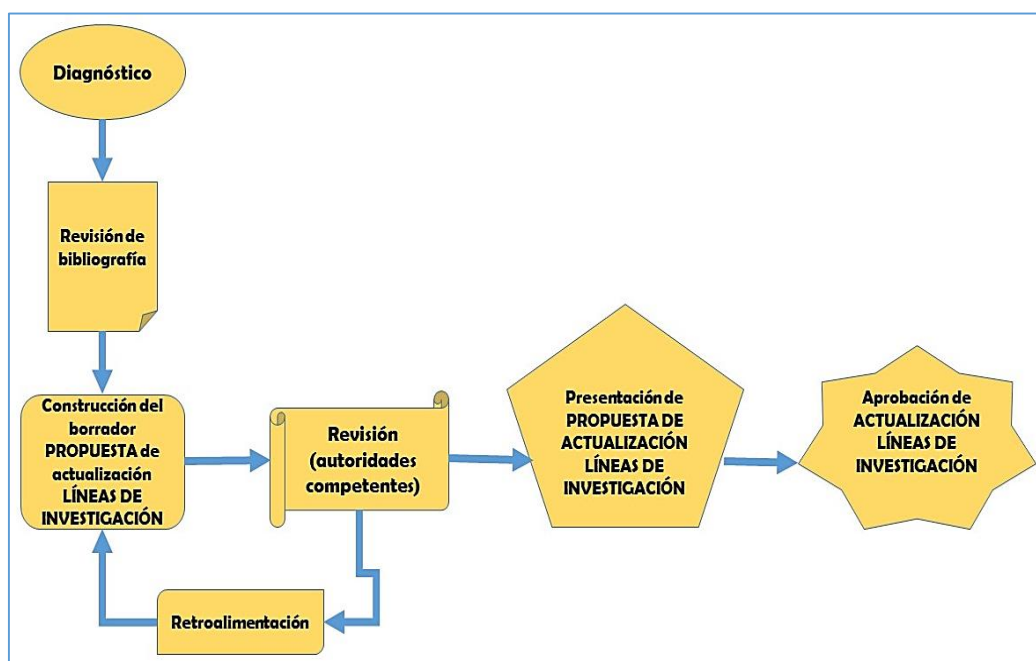 Diagnóstico
Revisión de
bibliografía
Construcción del
borrador
PROPUESTA de
actualización
LÍNEAS DE
INVESTIGACIÓN
Revisión
(autoridades
competentes)
Presentación de
PROPUESTA DE
ACTUALIZACIÓN
LÍNEAS DE
INVESTIGACIÓN
Aprobación de
ACTUALIZACIÓN
LÍNEAS DE
INVESTIGACIÓN
Retroalimentación